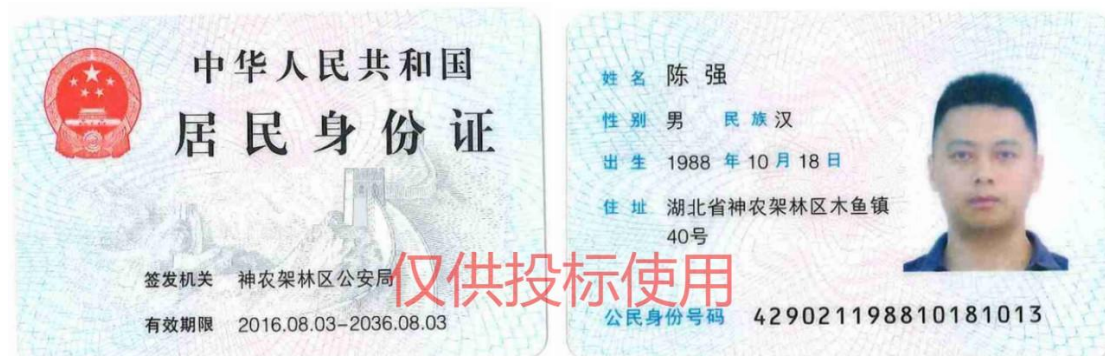 中华人民共和国
居民身份证
签发机关 神农架林区公安局
有效期限 2016.08.03-2036.08.03
姓名 陈强
性别 男 民族 汉
出生 1988 年 10 月 18 日
住址 湖北省神农架林区木鱼镇
40号
公民身份号码 429021198810181013
仅供投标使用